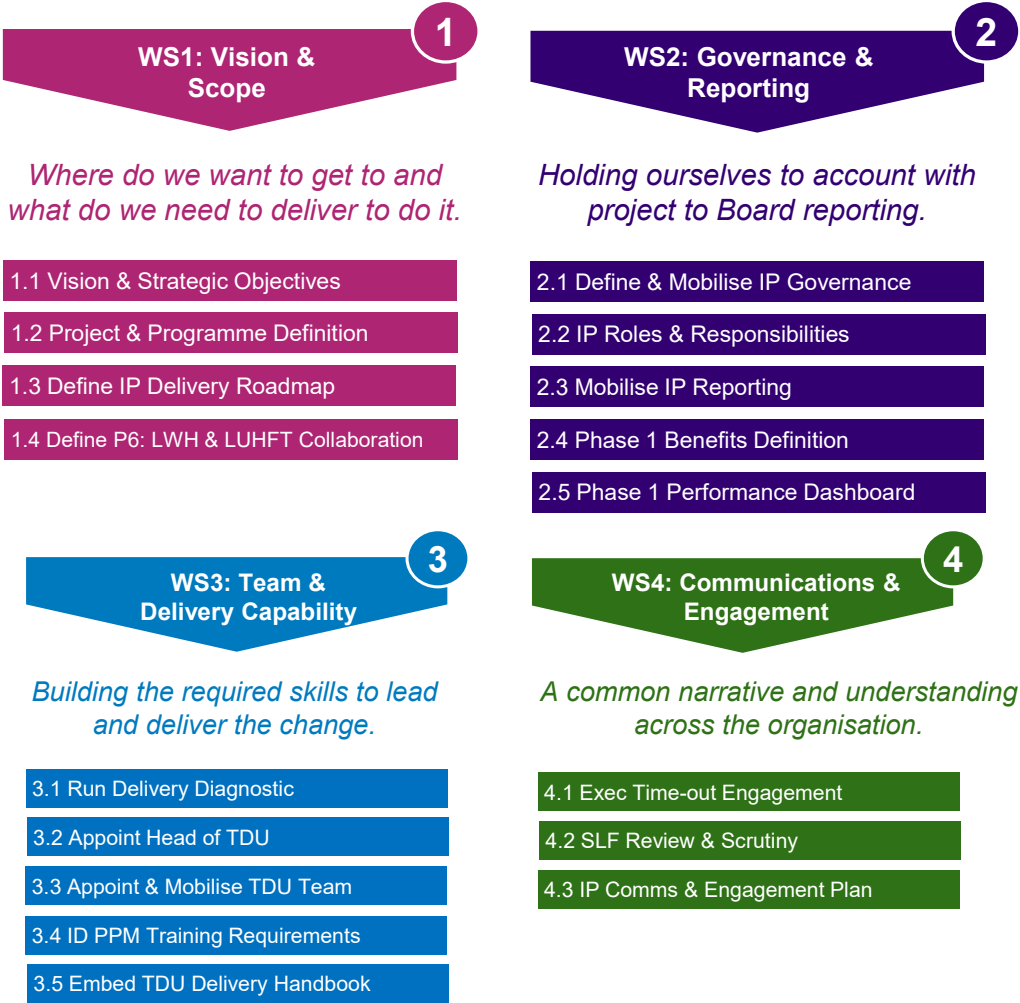 1
WS1: Vision &
Scope
Where do we want to get to and
what do we need to deliver to do it.
1.1 Vision & Strategic Objectives
1.2 Project & Programme Definition
1.3 Define IP Delivery Roadmap
1.4 Define P6: LWH & LUHFT Collaboration
2
WS2: Governance &
Reporting
Holding ourselves to account with
project to Board reporting.
2.1 Define & Mobilise IP Governance
2.2 IP Roles & Responsibilities
2.3 Mobilise IP Reporting
2.4 Phase 1 Benefits Definition
2.5 Phase 1 Performance Dashboard
3
WS3: Team &
Delivery Capability
Building the required skills to lead
and deliver the change.
3.1 Run Delivery Diagnostic
3.2 Appoint Head of TDU
3.3 Appoint & Mobilise TDU Team
3.4 ID PPM Training Requirements
3.5 Embed TDU Delivery Handbook
4
WS4: Communications &
Engagement
A common narrative and understanding
across the organisation.
4.1 Exec Time-out Engagement
4.2 SLF Review & Scrutiny
4.3 IP Comms & Engagement Plan